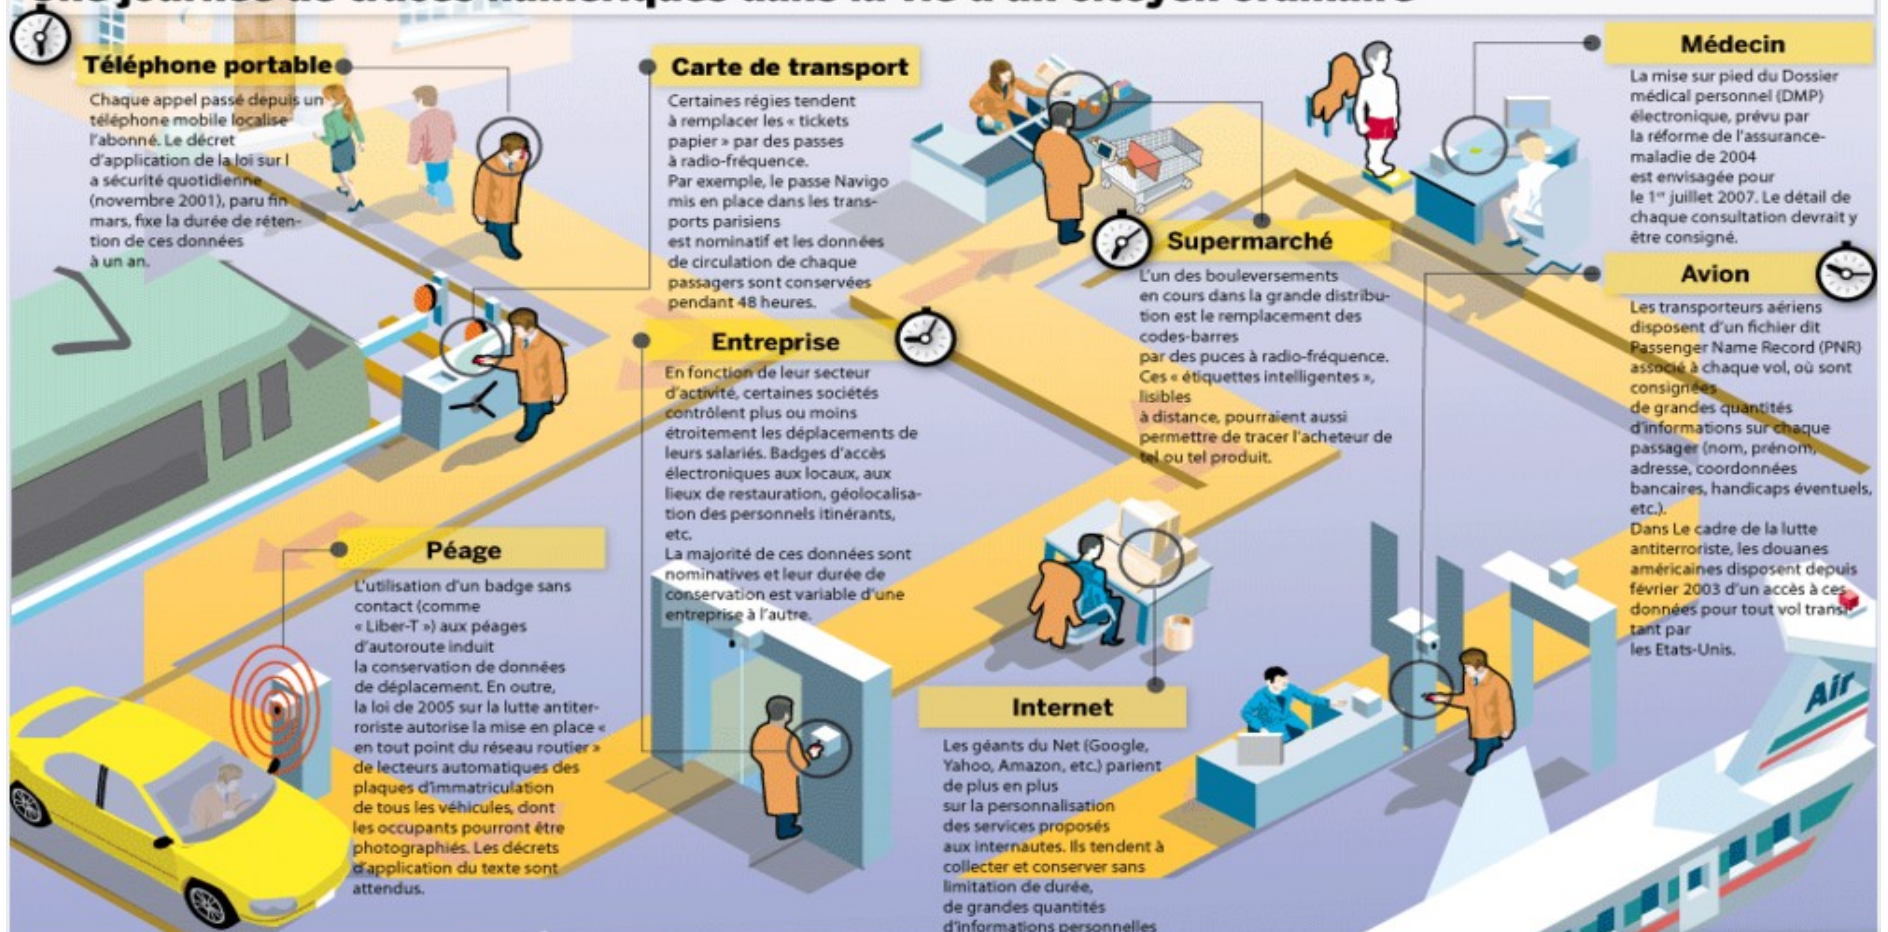 Une journée de traces numériques dans la vie d'un citoyen ordinaire
Téléphone portable
Chaque appel passé depuis un
téléphone mobile localise
l'abonné. Le décret
d'application de la loi sur l
a sécurité quotidienne
(novembre 2001), paru fin
mars, fixe la durée de réten-
tion de ces données
à un an.
Carte de transport
Certaines régies tendent
à remplacer les « tickets
papier » par des passes
à radio-fréquence.
Par exemple, le passe Navigo
mis en place dans les trans-
ports parisiens
est nominatif et les données
de circulation de chaque
passagers sont conservées
pendant 48 heures.
Entreprise
En fonction de leur secteur
d'activité, certaines sociétés
contrôlent plus ou moins
étroitement les déplacements de
leurs salariés. Badges d'accès
électroniques aux locaux, aux
lieux de restauration, géolocalisa-
tion des personnels itinérants,
etc.
La majorité de ces données sont
nominatives et leur durée de
conservation est variable d'une
entreprise à l'autre.
Péage
L'utilisation d'un badge sans
contact (comme
« Liber-T ») aux péages
d'autoroute induit
la conservation de données
de déplacement. En outre,
la loi de 2005 sur la lutte antiter-
roriste autorise la mise en place «
en tout point du réseau routier »
de lecteurs automatiques des
plaques d'immatriculation
de tous les véhicules, dont
les occupants pourront être
photographiés. Les décrets
d'application du texte sont
attendus.
Supermarché
L'un des bouleversements
en cours dans la grande distribu-
tion est le remplacement des
codes-barres
par des puces à radio-fréquence.
Ces « étiquettes intelligentes »,
lisibles
à distance, pourraient aussi
permettre de tracer l'acheteur de
tel ou tel produit.
Internet
Les géants du Net (Google,
Yahoo, Amazon, etc.) parient
de plus en plus
sur la personnalisation
des services proposés
aux internautes. Ils tendent à
collecter et conserver sans
limitation de durée,
de grandes quantités
d'informations personnelles
Médecin
La mise sur pied du Dossier
médical personnel (DMP)
électronique, prévu par
la réforme de l'assurance-
maladie de 2004
est envisagée pour
le 1er juillet 2007. Le détail de
chaque consultation devrait y
être consigné.
Avion
Les transporteurs aériens
disposent d'un fichier dit
Passenger Name Record (PNR)
associé à chaque vol, où sont
consignées
de grandes quantités
d'informations sur chaque
passager (nom, prénom,
adresse, coordonnées
bancaires, handicaps éventuels,
etc.).
Dans Le cadre de la lutte
antiterroriste, les douanes
américaines disposent depuis
février 2003 d'un accès à ces
données pour tout vol transi-
tant par
les Etats-Unis.
Air